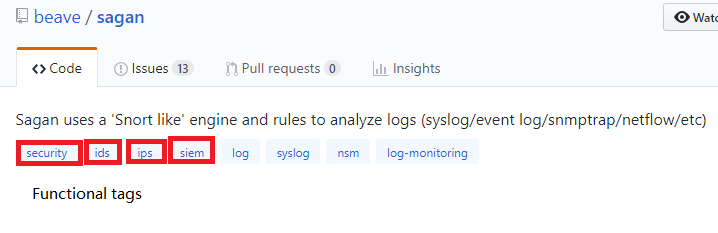 beave / sagan
Watc
Code Issues 13 Pull requests 0 Insights
Sagan uses a 'Snort like' engine and rules to analyze logs (syslog/event log/snmptrap/netflow/etc)
security ids ips siem log syslog nsm log-monitoring
Functional tags